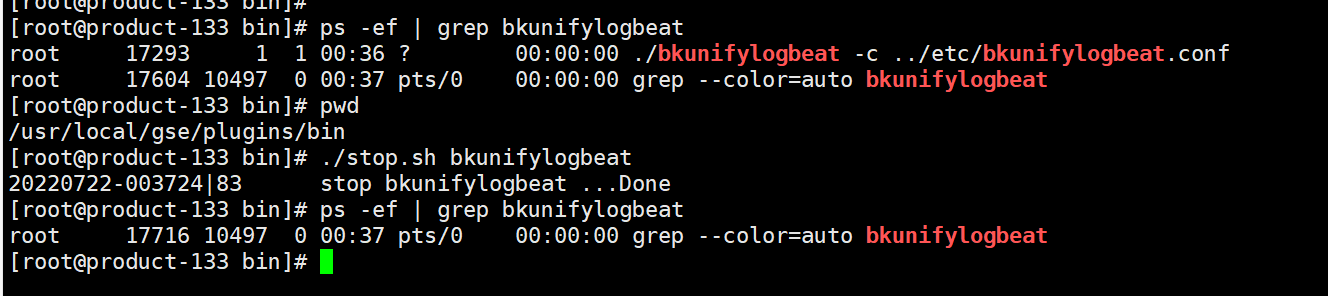 [root@product-133 bin]#
[root@product-133 bin]# ps -ef | grep bkunifylogbeat
root     17293     1  1 00:36 ?        00:00:00 ./bkunifylogbeat -c ../etc/bkunifylogbeat.conf
root     17604 10497  0 00:37 pts/0    00:00:00 grep --color=auto bkunifylogbeat
[root@product-133 bin]# pwd
/usr/local/gse/plugins/bin
[root@product-133 bin]# ./stop.sh bkunifylogbeat
20220722-003724|83      stop bkunifylogbeat ...Done
[root@product-133 bin]# ps -ef | grep bkunifylogbeat
root     17716 10497  0 00:37 pts/0    00:00:00 grep --color=auto bkunifylogbeat
[root@product-133 bin]#